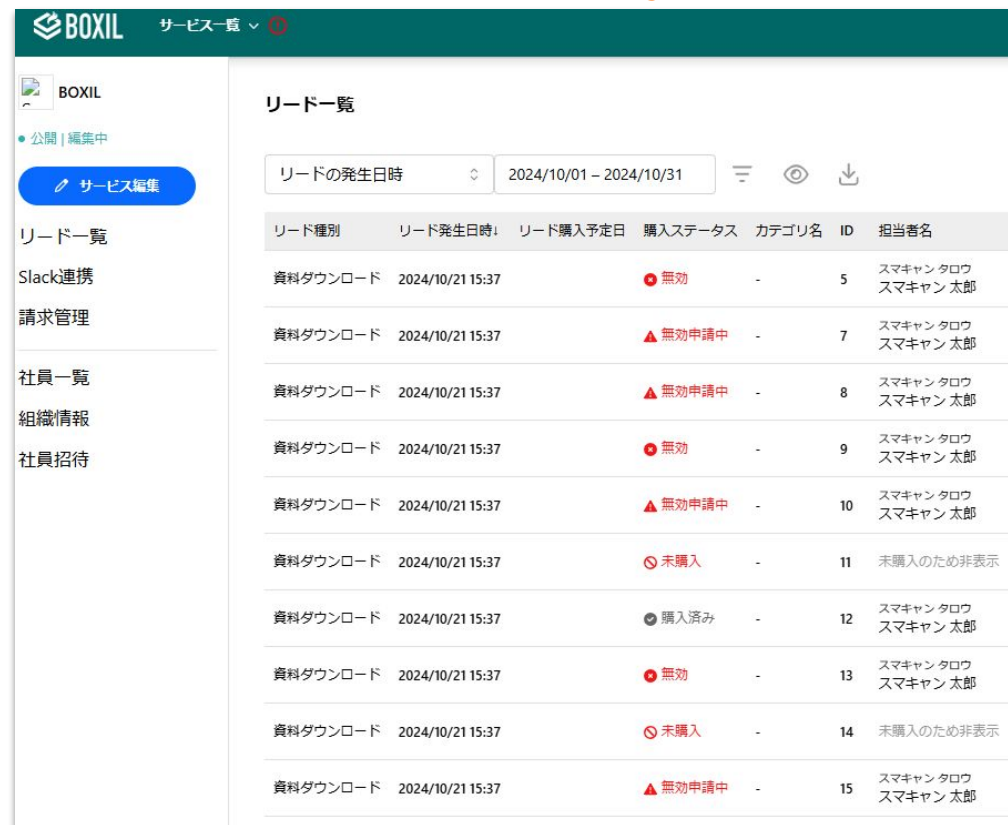 BOXIL サービス一覧
BOXIL
公開 | 編集中
サービス編集
リード一覧
Slack連携
請求管理
社員一覧
組織情報
社員招待
リード一覧
リードの発生日時 2024/10/01 – 2024/10/31
リード種別 リード発生日時↓ リード購入予定日 購入ステータス カテゴリ名 ID 担当者名
資料ダウンロード 2024/10/21 15:37 無効 - 5 スマキャン タロウ
スマキャン 太郎
資料ダウンロード 2024/10/21 15:37 無効申請中 - 7 スマキャン タロウ
スマキャン 太郎
資料ダウンロード 2024/10/21 15:37 無効申請中 - 8 スマキャン タロウ
スマキャン 太郎
資料ダウンロード 2024/10/21 15:37 無効 - 9 スマキャン タロウ
スマキャン 太郎
資料ダウンロード 2024/10/21 15:37 無効申請中 - 10 スマキャン タロウ
スマキャン 太郎
資料ダウンロード 2024/10/21 15:37 未購入 - 11 未購入のため非表示
資料ダウンロード 2024/10/21 15:37 購入済み - 12 スマキャン タロウ
スマキャン 太郎
資料ダウンロード 2024/10/21 15:37 無効 - 13 スマキャン タロウ
スマキャン 太郎
資料ダウンロード 2024/10/21 15:37 未購入 - 14 未購入のため非表示
資料ダウンロード 2024/10/21 15:37 無効申請中 - 15 スマキャン タロウ
スマキャン 太郎